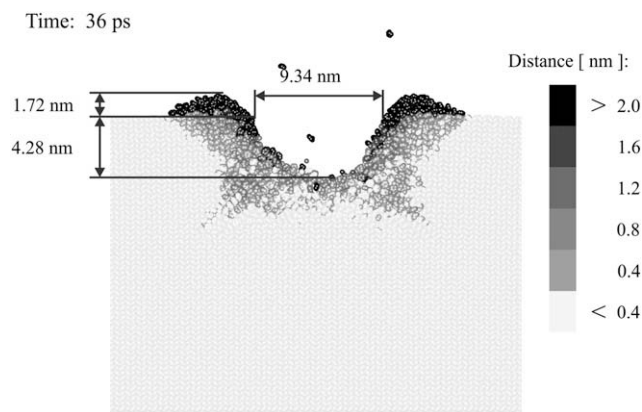 Time: 36 ps
9.34 nm
1.72 nm
4.28 nm
Distance [ nm ]:
> 2.0
1.6
1.2
0.8
0.4
< 0.4